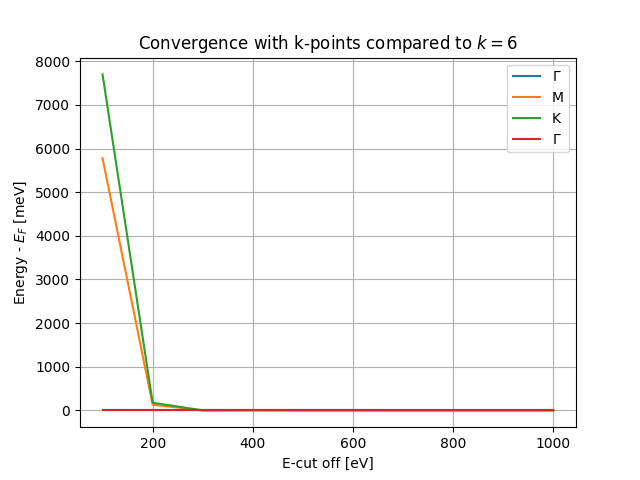 Convergence with k-points compared to k = 6
Energy - E_F [meV]
8000
7000
6000
5000
4000
3000
2000
1000
0
200
400
600
800
1000
E-cut off [eV]
Γ
M
K
Γ